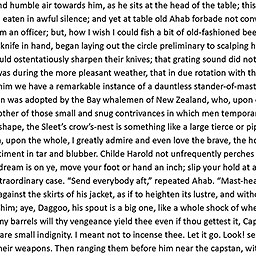 nd humble air towards him, as he sits at the head of the table; this
eaten in awful silence; and yet at table old Ahab forbade not conv
m an officer; but, how I wish I could fish a bit of old-fashioned bee
knife in hand, began laying out the circle preliminary to scalping h
uld ostentatiously sharpen their knives; that grating sound did not
was during the more pleasant weather, that in due rotation with th
him we have a remarkable instance of a dauntless stander-of-mast
n was adopted by the Bay whalemen of New Zealand, who, upon
other of those small and snug contrivances in which men tempora
shape, the Sleet's crow's-nest is something like a large tierce or pip
, upon the whole, I greatly admire and even love the brave, the ho
timent in tar and blubber. Childe Harold not unfrequently perches
dream is on ye, move your foot or hand an inch; slip your hold at a
traordinary case. “Send everybody aft,” repeated Ahab. “Mast-hea
against the skirts of his jacket, as if to heighten its lustre, and with
him; aye, Daggoo, his spout is a big one, like a whole shock of whe
my barrels will thy vengeance yield thee even if thou gettest it, Cap
are small indignity. I meant not to incense thee. Let it go. Look! se
heir weapons. Then ranging them before him near the capstan, wit